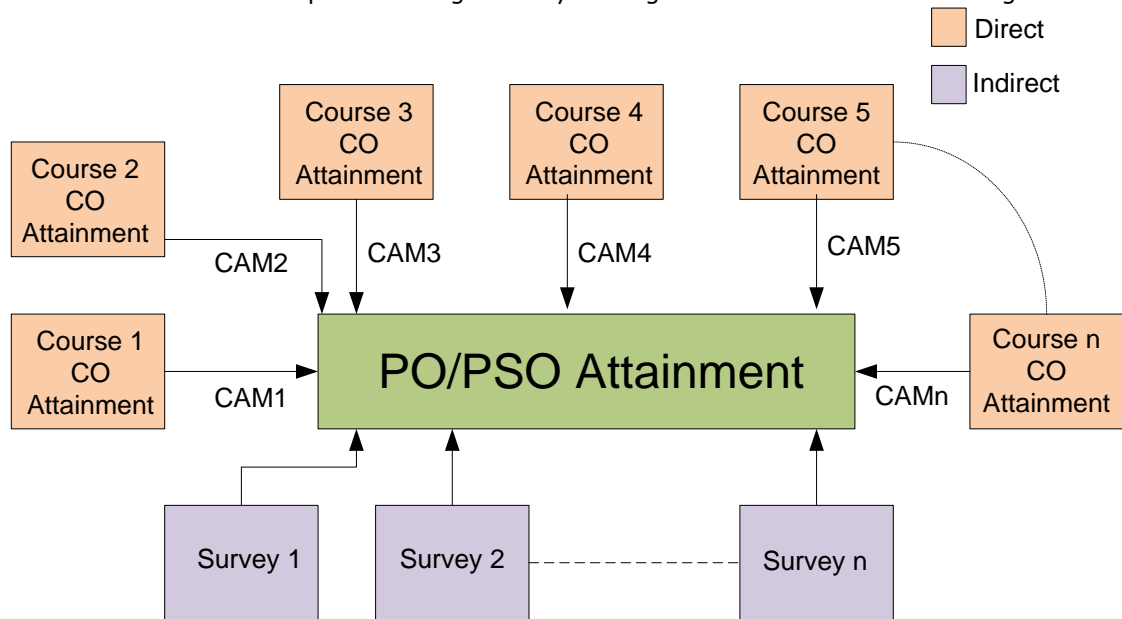 Direct
Indirect
Course 3
CO
Attainment
Course 4
CO
Attainment
Course 5
CO
Attainment
Course 2
CO
Attainment
CAM2
CAM3
CAM4
CAM5
Course 1
CO
Attainment
CAM1
PO/PSO Attainment
CAMn
Course n
CO
Attainment
Survey 1
Survey 2
Survey n